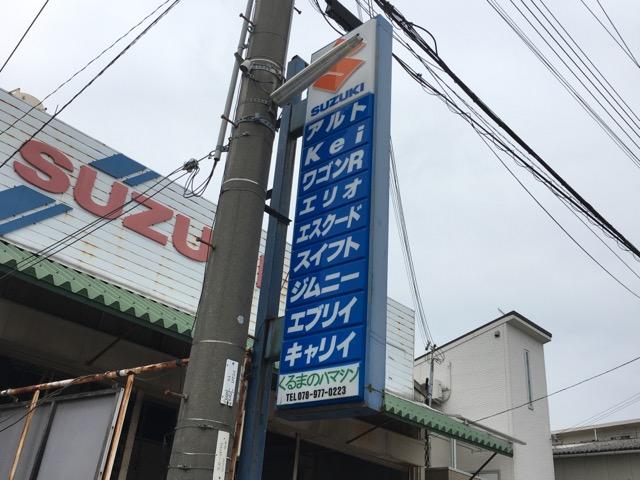 SUZUKI
アルト
Kei
ワゴンR
エリオ
エスクード
スイフト
ジムニー
エブリイ
キャリイ
くるまのハマシン
TEL 078-977-0223
SUZU